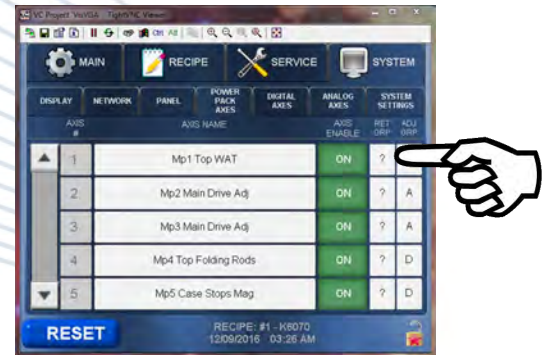 VC Project VisVGA - TightVNC Viewer
Ctrl Alt
MAIN RECIPE SERVICE SYSTEM
DISPLAY NETWORK PANEL POWER PACK AXES DIGITAL AXES ANALOG AXES SYSTEM SETTINGS
AXIS # AXIS NAME AXIS ENABLE RET GRP ADJ GRP
1 Mp1 Top WAT ON ?
2 Mp2 Main Drive Adj ON ? A
3 Mp3 Main Drive Adj ON ? A
4 Mp4 Top Folding Rods ON ? D
5 Mp5 Case Stops Mag ON ? D
RESET RECIPE: #1 - K8070
12/09/2016 03:26 AM